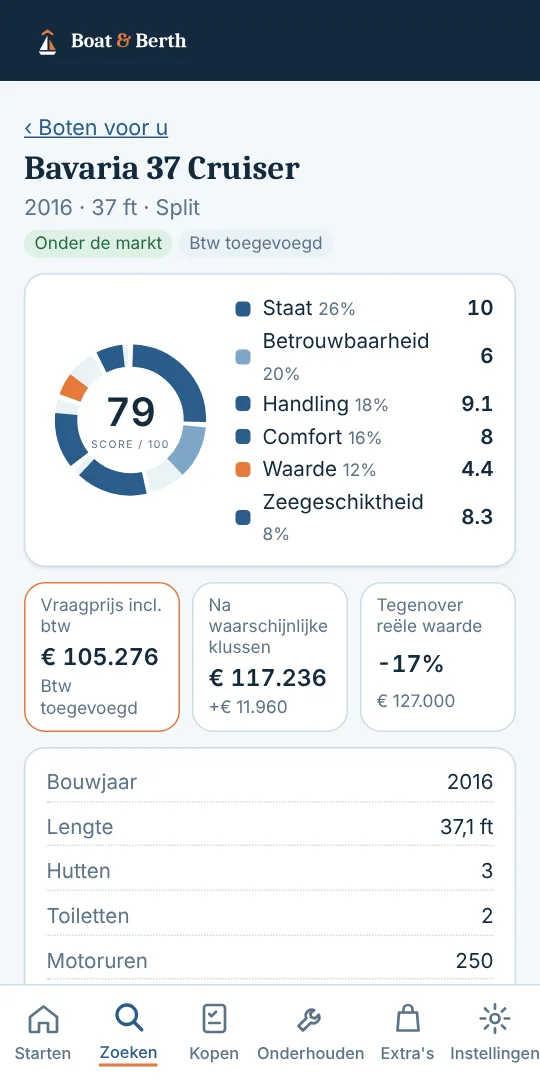 Boat & Berth
‹ Boten voor u
Bavaria 37 Cruiser
2016 · 37 ft · Split
Onder de markt
Btw toegevoegd
79
SCORE / 100
Staat 26% 10
Betrouwbaarheid 6
20%
Handling 18% 9.1
Comfort 16% 8
Waarde 12% 4.4
Zeegeschiktheid 8.3
8%
Vraagprijs incl.
btw
€ 105.276
Btw
toegevoegd
Na
waarschijnlijke
klussen
€ 117.236
+€ 11.960
Tegenover
reële waarde
-17%
€ 127.000
Bouwjaar 2016
Lengte 37,1 ft
Hutten 3
Toiletten 2
Motoruren 250
Starten
Zoeken
Kopen
Onderhouden
Extra's
Instellingen